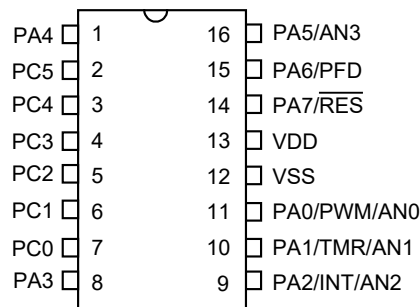 PA4 1 16 PA5/AN3
PC5 2 15 PA6/PFD
PC4 3 14 PA7/RES
PC3 4 13 VDD
PC2 5 12 VSS
PC1 6 11 PA0/PWM/AN0
PC0 7 10 PA1/TMR/AN1
PA3 8 9 PA2/INT/AN2